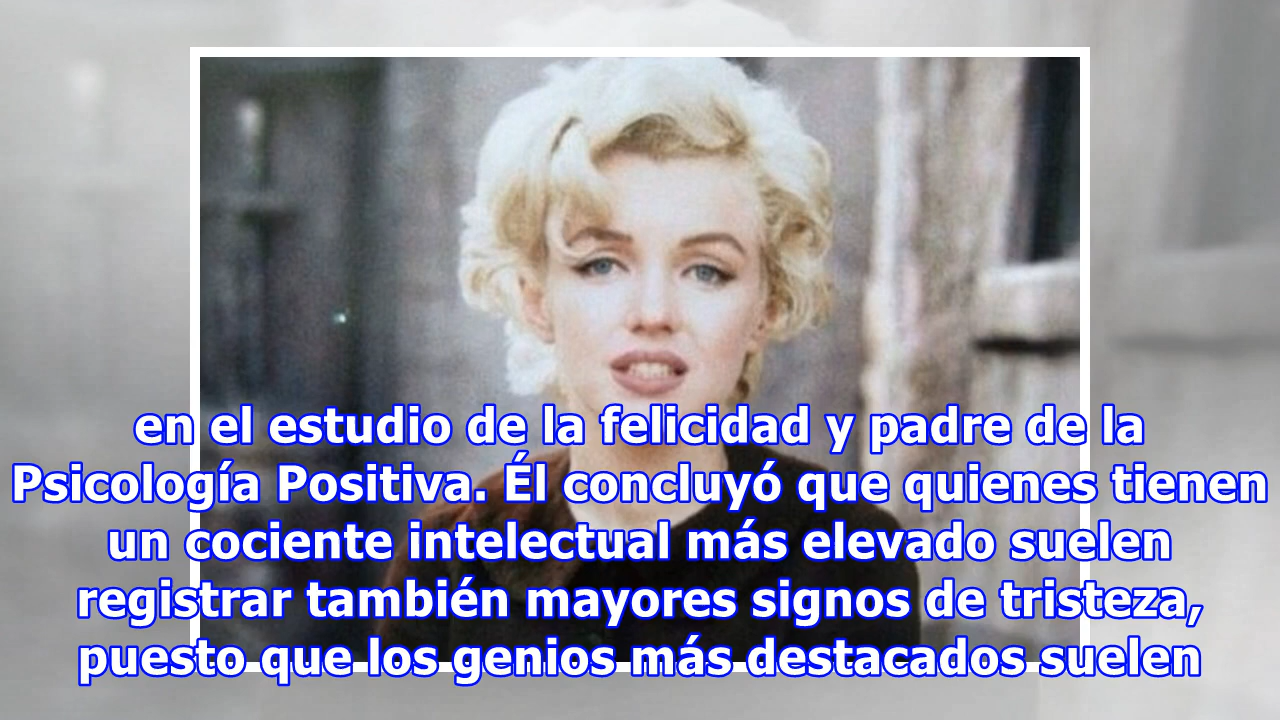 en el estudio de la felicidad y padre de la
Psicología Positiva. Él concluyó que quienes tienen
un cociente intelectual más elevado suelen
registrar también mayores signos de tristeza,
puesto que los genios más destacados suelen